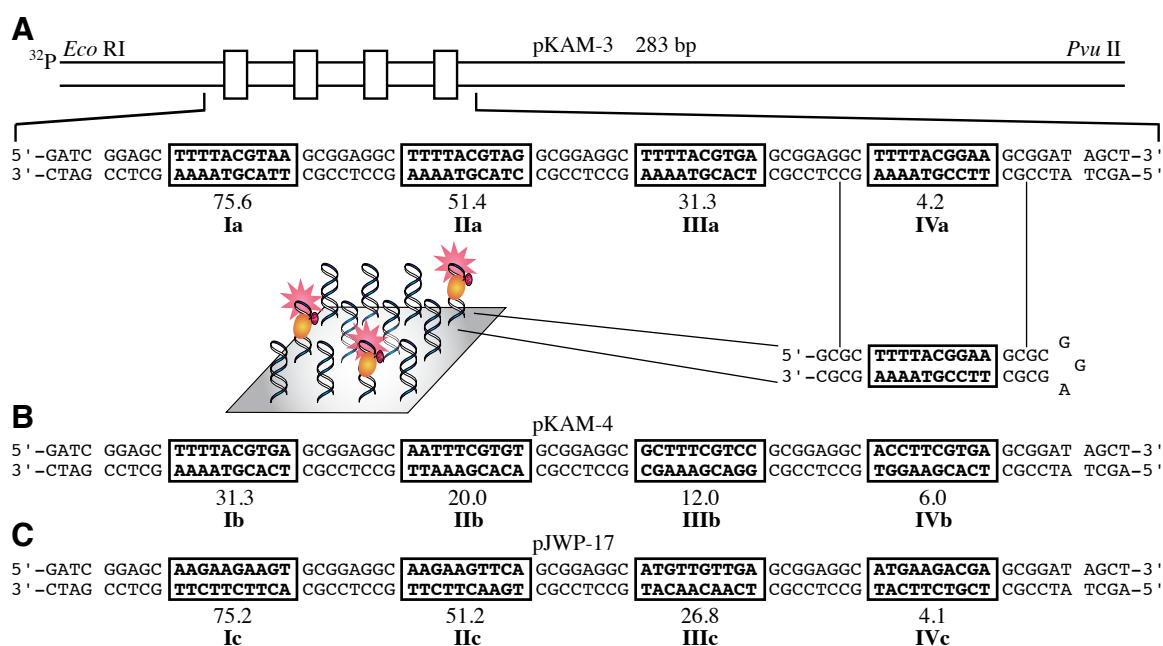 A
32P Eco RI pKAM-3 283 bp Pvu II
5'-GATC GGAGC TTTTACGTAA GCGGAGGC TTTTACGTAG GCGGAGGC TTTTACGTGA GCGGAGGC TTTTACGGAA GCGGAT AGCT-3'
3'-CTAG CCTCG AAAATGCATT CGCCTCCG AAAATGCATC CGCCTCCG AAAATGCACT CGCCTCCG AAAATGCCTT CGCCTA TCGA-5'
75.6 51.4 31.3 4.2
Ia IIa IIIa IVa
5'-GCGC TTTTACGGAA GCGC G
G
3'-CGCG AAAATGCCTT CGCG A
B
pKAM-4
5'-GATC GGAGC TTTTACGTGA GCGGAGGC AATTTCGTGT GCGGAGGC GCTTTCGTCC GCGGAGGC ACCTTCGTGA GCGGAT AGCT-3'
3'-CTAG CCTCG AAAATGCACT CGCCTCCG TTAAAGCACA CGCCTCCG CGAAAGCAGG CGCCTCCG TGGAAGCACT CGCCTA TCGA-5'
31.3 20.0 12.0 6.0
Ib IIb IIIb IVb
C
pJWP-17
5'-GATC GGAGC AAGAAGAAGT GCGGAGGC AAGAAGTTCA GCGGAGGC ATGTTGTTGA GCGGAGGC ATGAAGACGA GCGGAT AGCT-3'
3'-CTAG CCTCG TTCTTCTTCA CGCCTCCG TTCTTCAAGT CGCCTCCG TACAACAACT CGCCTCCG TACTTCTGCT CGCCTA TCGA-5'
75.2 51.2 26.8 4.1
Ic IIc IIIc IVc